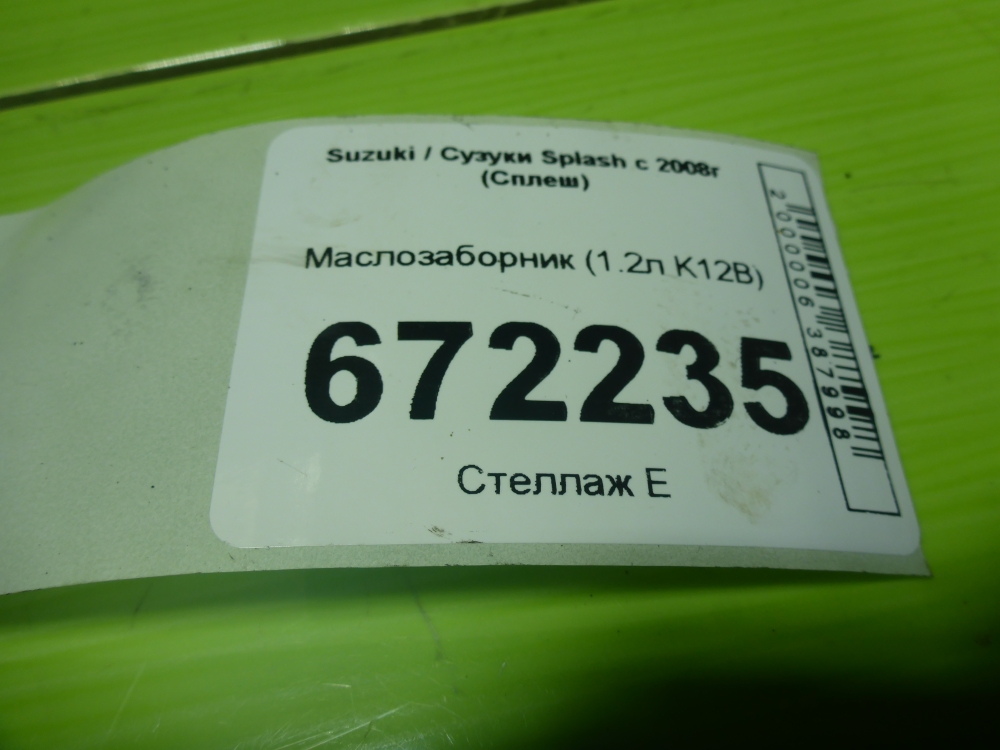 Suzuki / Сузуки Splash с 2008г
(Сплеш)
Маслозаборник (1.2л K12B)
672235
Стеллаж E
2000006387998